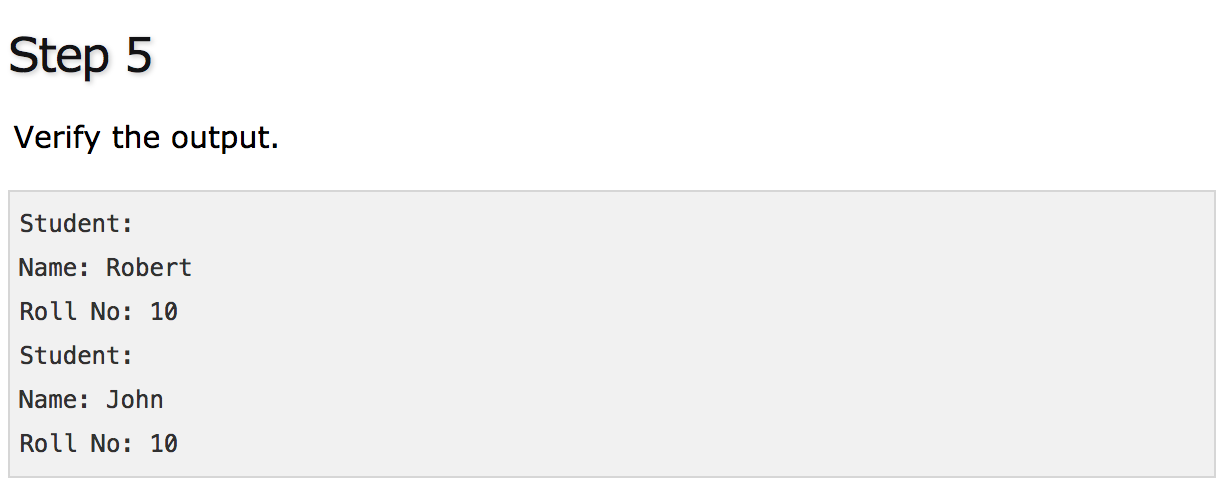 Step 5
Verify the output.
Student:
Name: Robert
Roll No: 10
Student:
Name: John
Roll No: 10